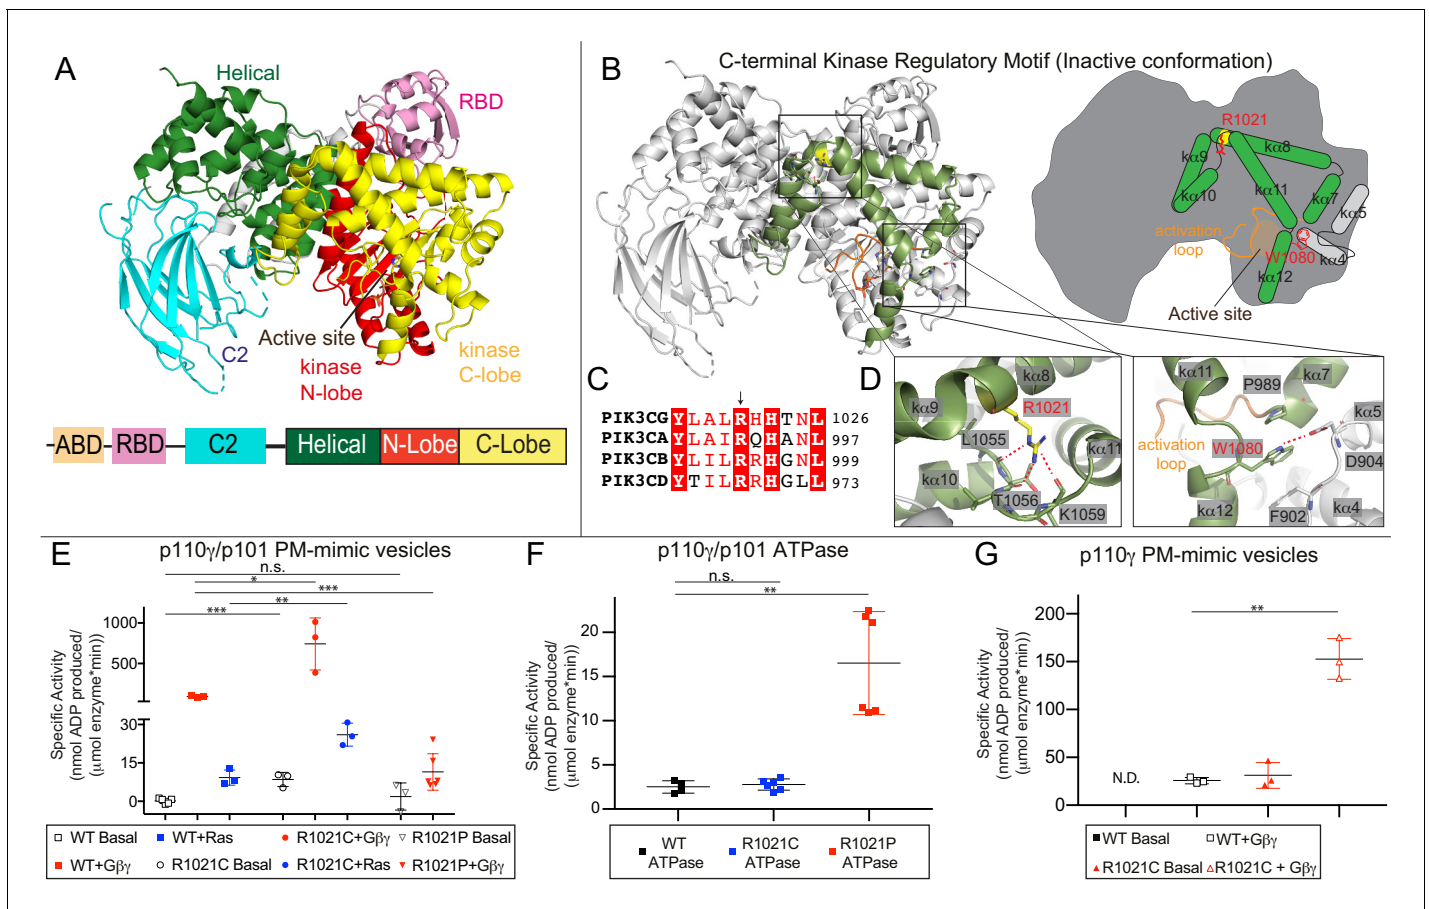 A
Helical
RBD
Active site
C2
kinase
N-lobe
kinase
C-lobe
ABD RBD C2 Helical N-Lobe C-Lobe
B
C-terminal Kinase Regulatory Motif (Inactive conformation)
R1021
kα9
kα8
kα10
kα11
kα7
kα5
activation
loop
W1080
kα4
kα12
Active site
C
PIK3CG YLALRHHTNL 1026
PIK3CA YLAIRQHANL 997
PIK3CB YLILRRHGNL 999
PIK3CD YTILRRHGLL 973
D
kα8
kα9
R1021
L1055
kα11
kα10
T1056
K1059
kα11
P989
kα7
kα5
activation
loop
W1080
D904
kα12
F902
kα4
E
p110γ/p101 PM-mimic vesicles
n.s.
*
***
**
***
Specific Activity
(nmol ADP produced/
(μmol enzyme*min))
1000
500
30
15
0
WT Basal WT+Ras R1021C+Gβγ R1021P Basal
WT+Gβγ R1021C Basal R1021C+Ras R1021P+Gβγ
F
p110γ/p101 ATPase
n.s.
**
Specific Activity
(nmol ADP produced/
(μmol enzyme*min))
20
15
10
5
0
WT
ATPase
R1021C
ATPase
R1021P
ATPase
G
p110γ PM-mimic vesicles
**
Specific Activity
(nmol ADP produced/
(μmol enzyme*min))
200
150
100
50
0
N.D.
WT Basal WT+Gβγ
R1021C Basal R1021C + Gβγ